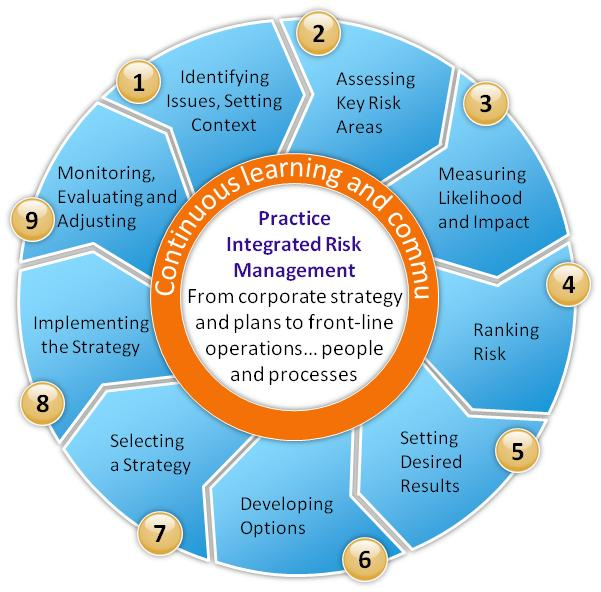 1
Identifying
Issues, Setting
Context
2
Assessing
Key Risk
Areas
3
Measuring
Likelihood
and Impact
4
Ranking
Risk
5
Setting
Desired
Results
6
Developing
Options
7
Selecting
a Strategy
8
Implementing
the Strategy
9
Monitoring,
Evaluating and
Adjusting
Continuous learning and commu
Practice
Integrated Risk
Management
From corporate strategy
and plans to front-line
operations... people
and processes